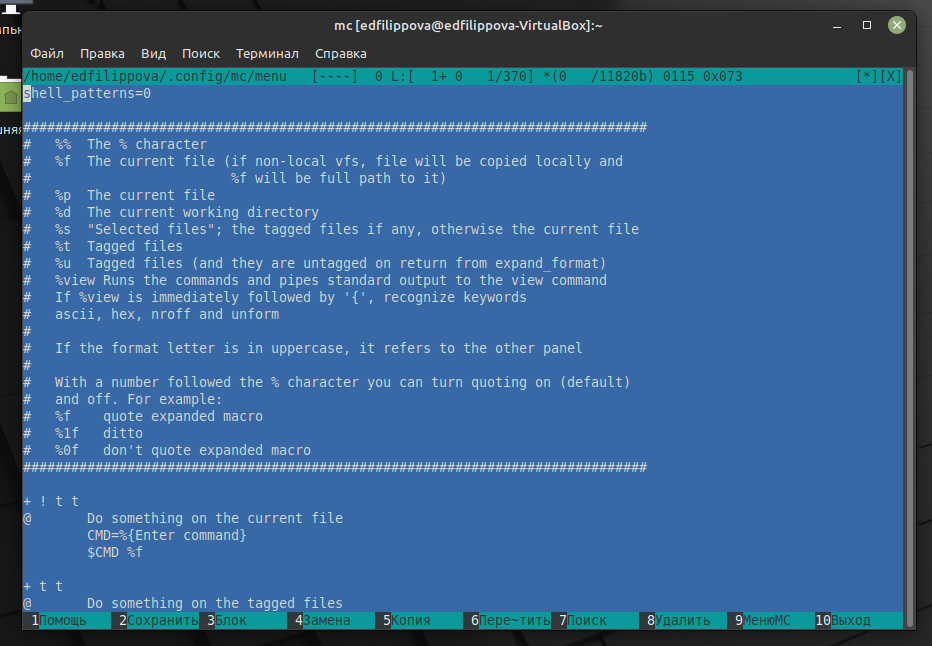 mc [edfilippova@edfilippova-VirtualBox]:~
Файл Правка Вид Поиск Терминал Справка
/home/edfilippova/.config/mc/menu   [----]  0 L:[  1+ 0   1/370] *(0   /11820b) 0115 0x073   [*][X]
shell_patterns=0
##############################################################################
#   %%  The % character
#   %f  The current file (if non-local vfs, file will be copied locally and
#                         %f will be full path to it)
#   %p  The current file
#   %d  The current working directory
#   %s  "Selected files"; the tagged files if any, otherwise the current file
#   %t  Tagged files
#   %u  Tagged files (and they are untagged on return from expand_format)
#   %view Runs the commands and pipes standard output to the view command
#   If %view is immediately followed by '{', recognize keywords
#   ascii, hex, nroff and unform
#
#   If the format letter is in uppercase, it refers to the other panel
#
#   With a number followed the % character you can turn quoting on (default)
#   and off. For example:
#   %f    quote expanded macro
#   %1f   ditto
#   %0f   don't quote expanded macro
##############################################################################
+ ! t t
@       Do something on the current file
        CMD=%{Enter command}
        $CMD %f
+ t t
@       Do something on the tagged files
1Помощь 2Сохранить 3Блок 4Замена 5Копия 6Пере~тить 7Поиск 8Удалить 9МенюМС 10Выход